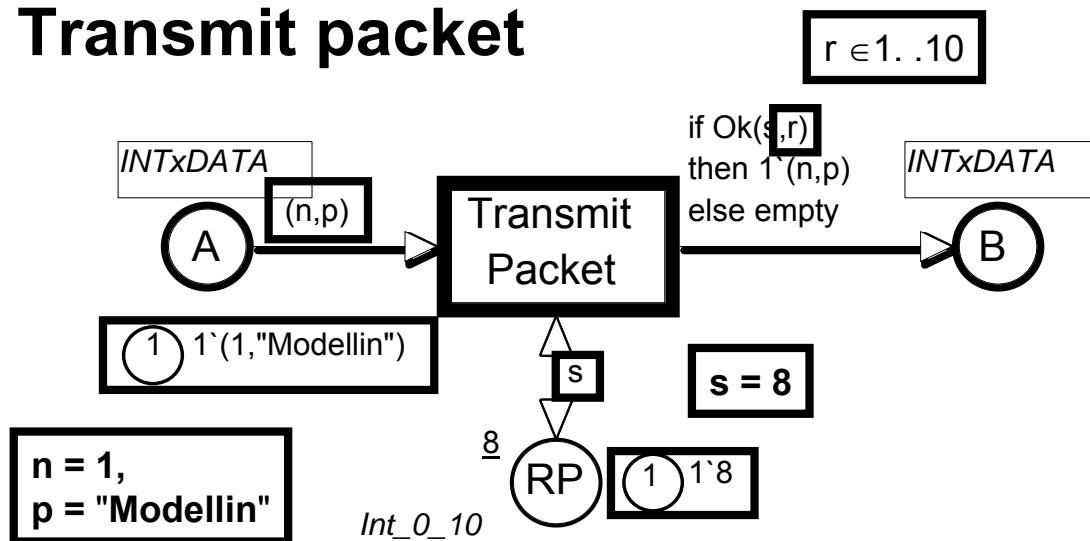 Transmit packet
r ∈1. .10
if Ok(s,r)
then 1`(n,p)
else empty
INTxDATA
(n,p)
A
Transmit
Packet
INTxDATA
B
1 1`(1,"Modellin")
s
s = 8
n = 1,
p = "Modellin"
8
RP
1 1`8
Int_0_10